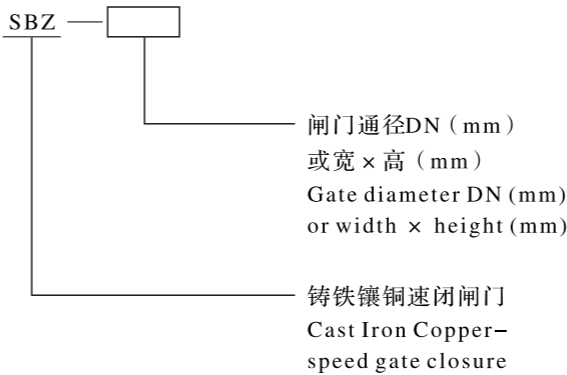 SBZ —
闸门通径DN（mm）
或宽×高（mm）
Gate diameter DN (mm)
or width × height (mm)
铸铁镶铜速闭闸门
Cast Iron Copper-
speed gate closure